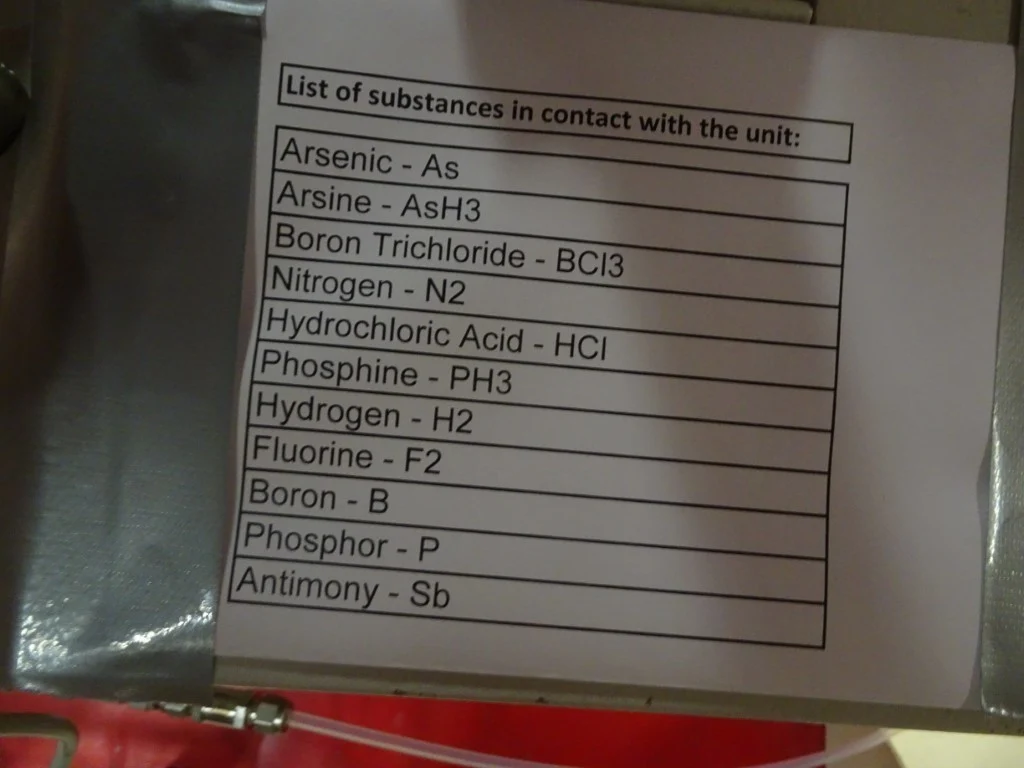 List of substances in contact with the unit:
Arsenic - As
Arsine - AsH3
Boron Trichloride - BCl3
Nitrogen - N2
Hydrochloric Acid - HCl
Phosphine - PH3
Hydrogen - H2
Fluorine - F2
Boron - B
Phosphor - P
Antimony - Sb